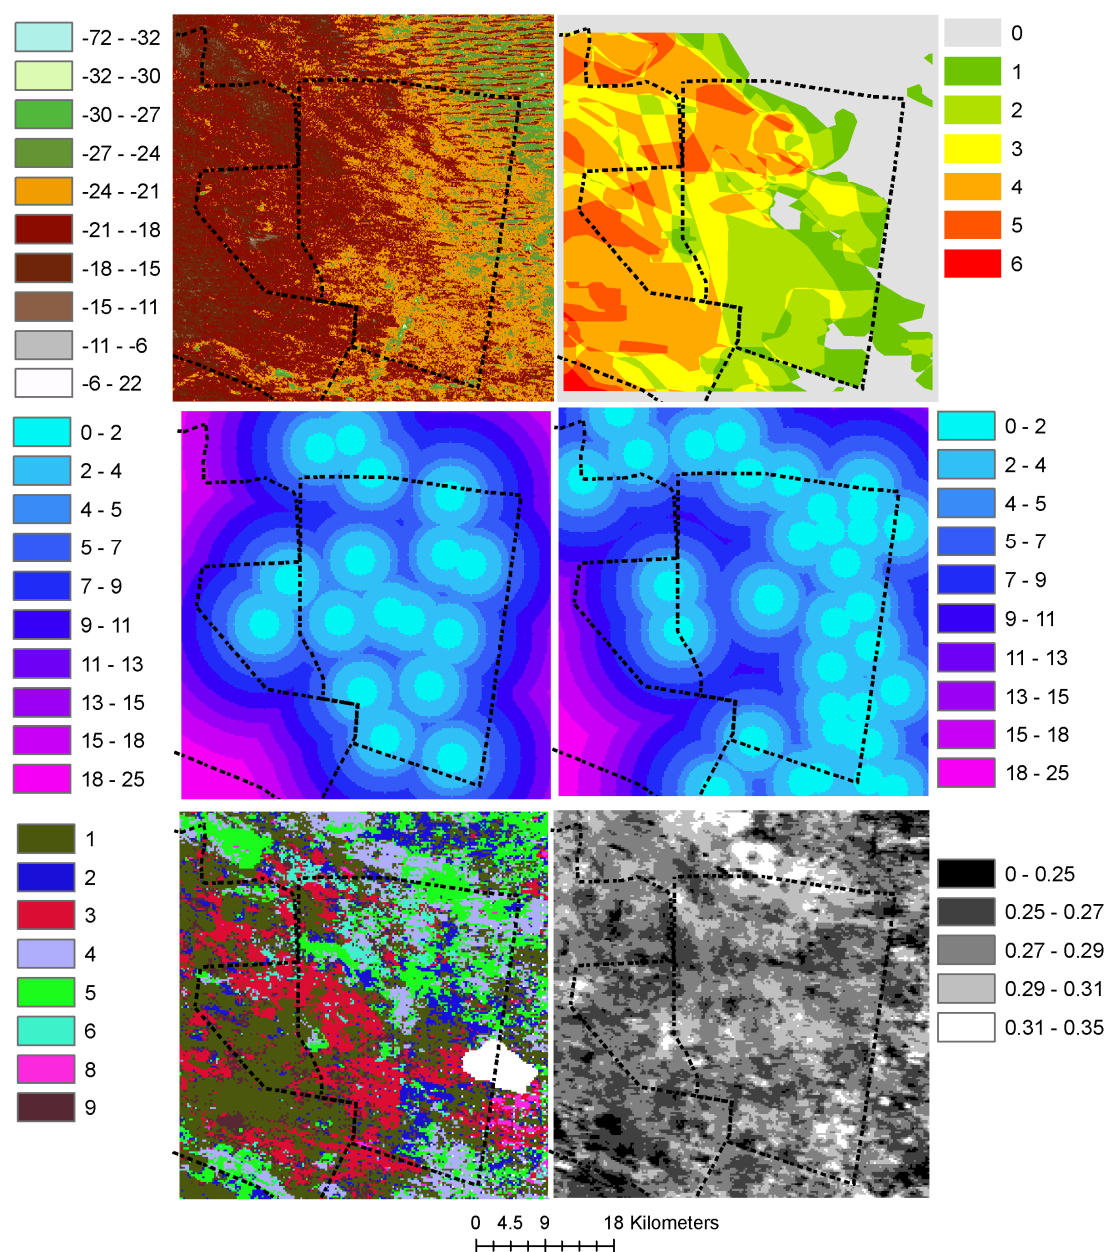 -72 - -32
-32 - -30
-30 - -27
-27 - -24
-24 - -21
-21 - -18
-18 - -15
-15 - -11
-11 - -6
-6 - 22
0
1
2
3
4
5
6
0 - 2
2 - 4
4 - 5
5 - 7
7 - 9
9 - 11
11 - 13
13 - 15
15 - 18
18 - 25
0 - 2
2 - 4
4 - 5
5 - 7
7 - 9
9 - 11
11 - 13
13 - 15
15 - 18
18 - 25
1
2
3
4
5
6
8
9
0 - 0.25
0.25 - 0.27
0.27 - 0.29
0.29 - 0.31
0.31 - 0.35
0 4.5 9 18 Kilometers